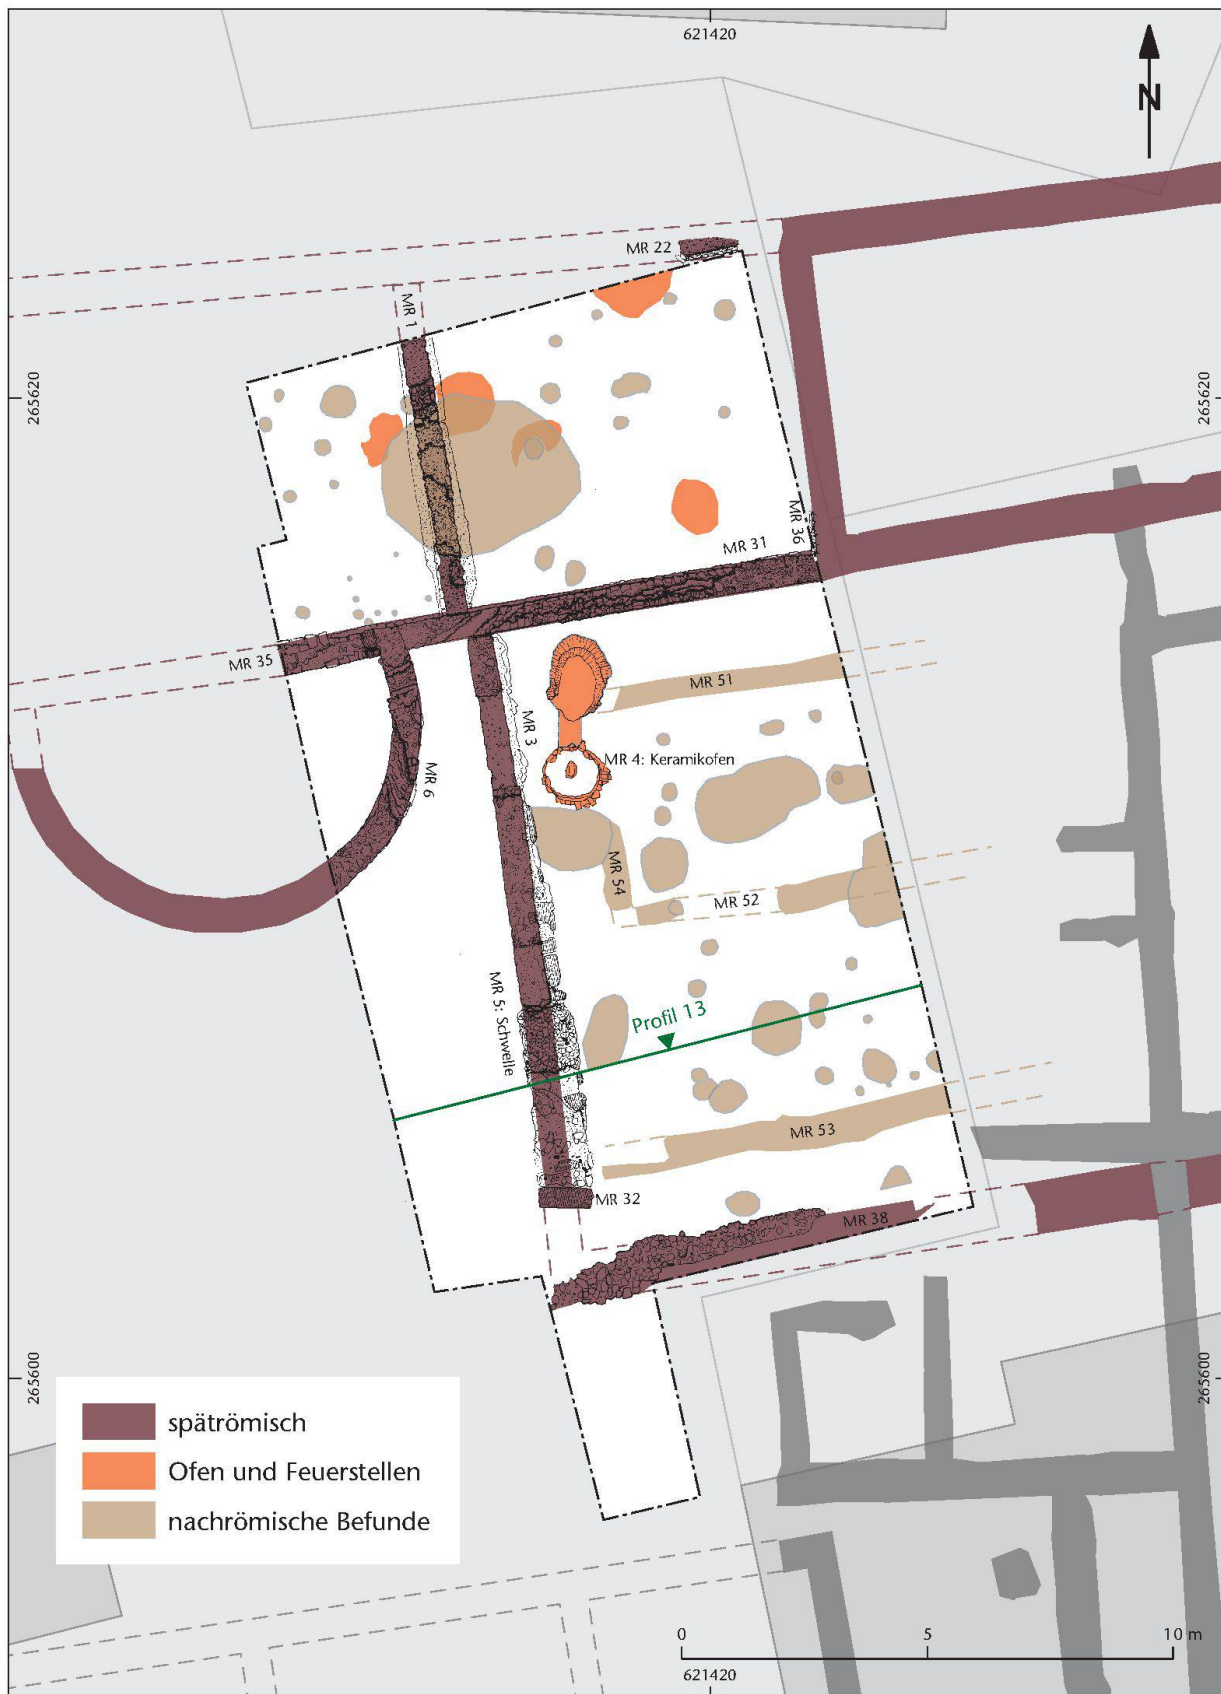 621420
N
MR 22
MR 1
265620
265620
MR 36
MR 31
MR 35
MR 51
MR 3
MR 4: Keramikofen
MR 6
MR 54
MR 52
MR 5: Schwelle
Profil 13
MR 53
MR 32
MR 38
265600
265600
spätrömisch
Ofen und Feuerstellen
nachrömische Befunde
0 5 10 m
621420